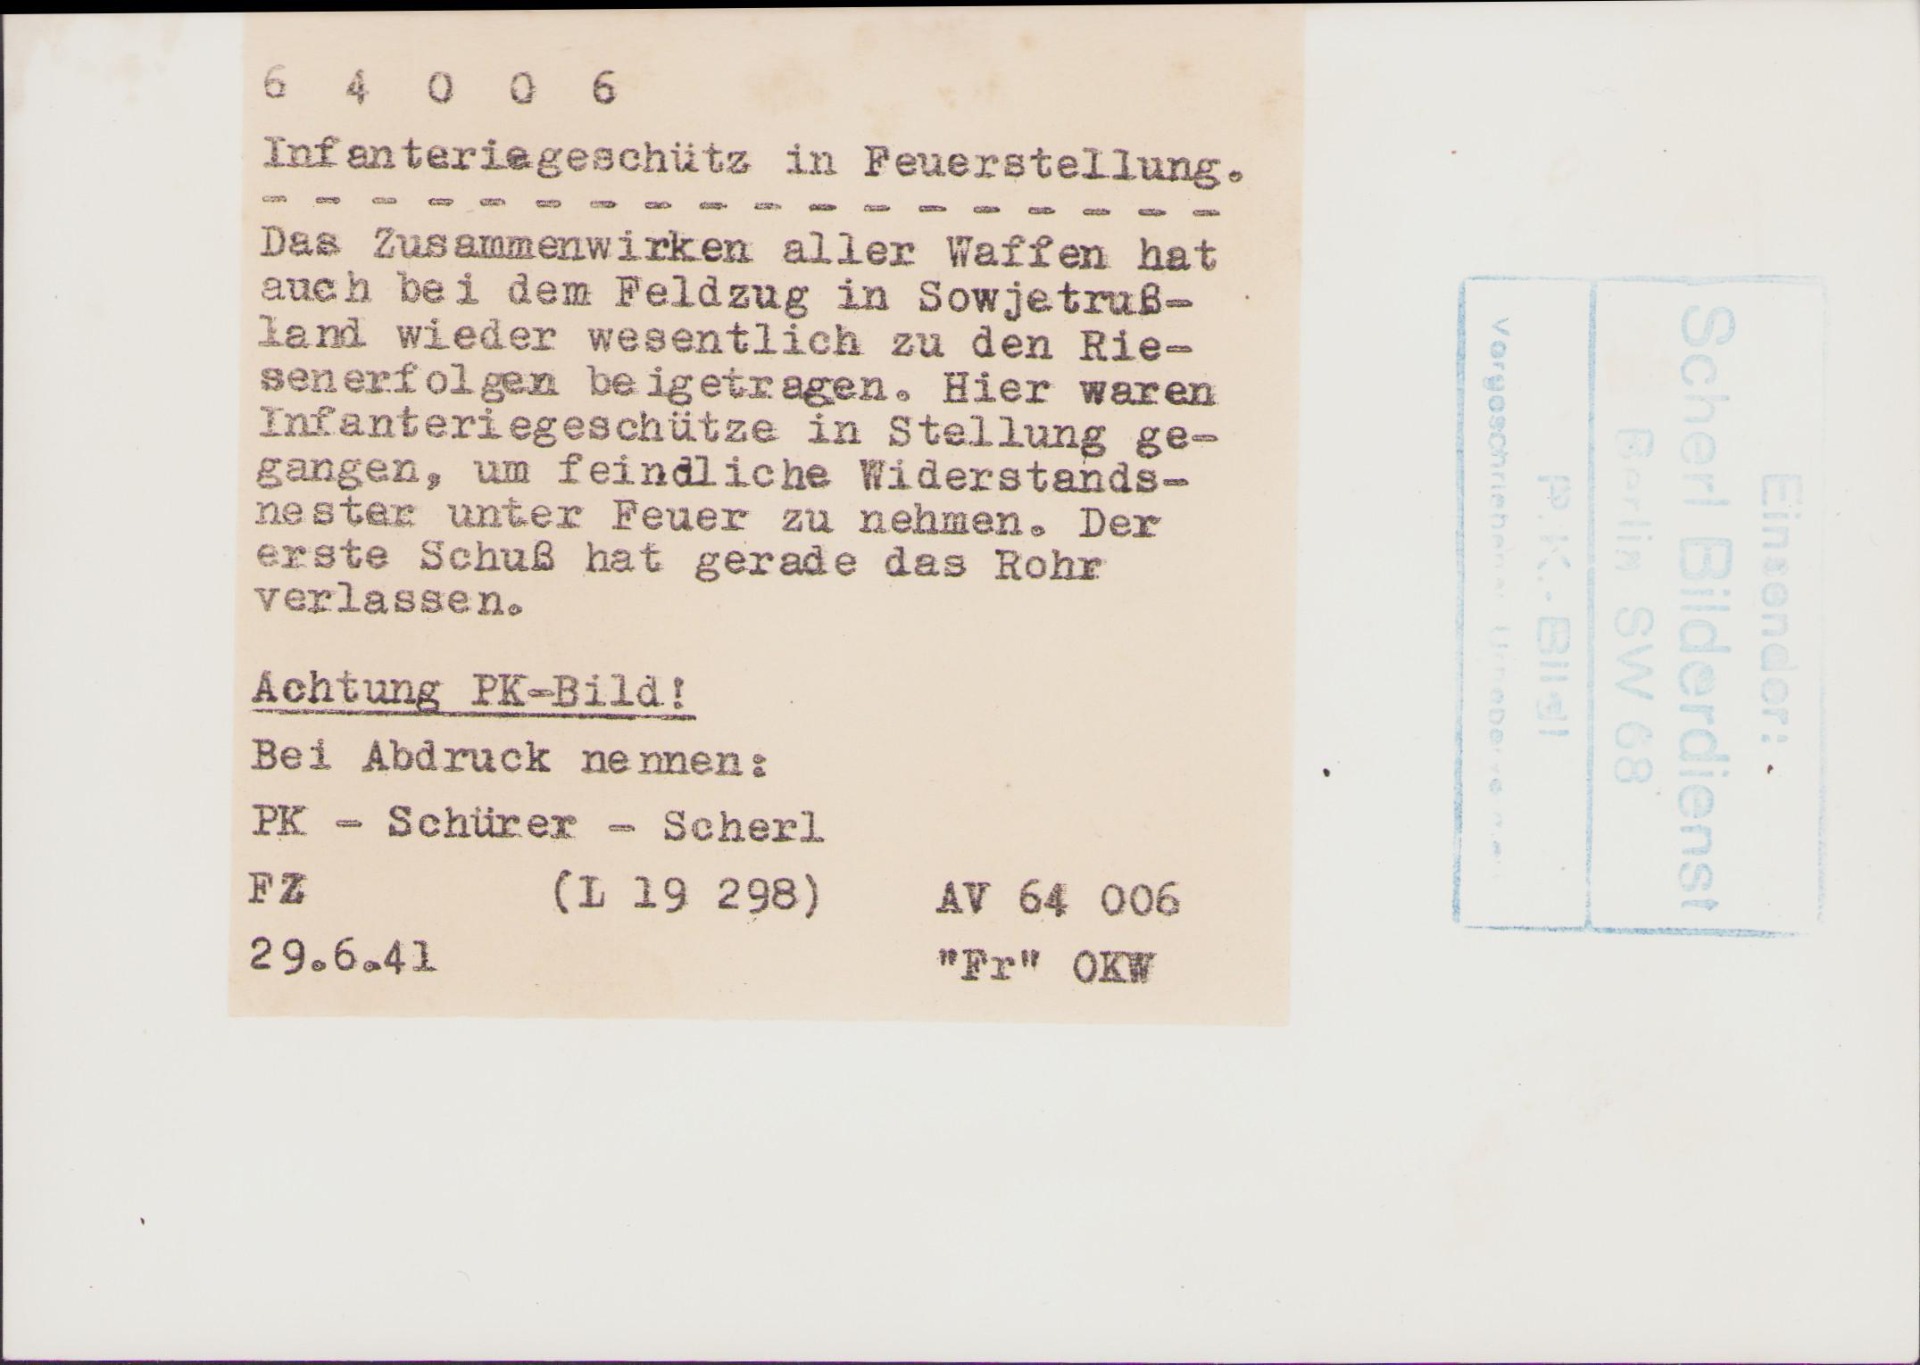 6 4 0 0 6
Infanteriegeschütz in Feuerstellung.
- - - - - - - - - - - - - - - - - -
Das Zusammenwirken aller Waffen hat
auch bei dem Feldzug in Sowjetruß-
land wieder wesentlich zu den Rie-
senerfolgen beigetragen. Hier waren
Infanteriegeschütze in Stellung ge-
gangen, um feindliche Widerstands-
nester unter Feuer zu nehmen. Der
erste Schuß hat gerade das Rohr
verlassen.
Achtung PK-Bild!
Bei Abdruck nennen:
PK - Schürer - Scherl
FZ (L 19 298) AV 64 006
29.6.41 "Fr" OKW
Einsender:
Scherl Bilderdienst
Berlin SW 68
P.K.-Bild
Vorgeschriebener